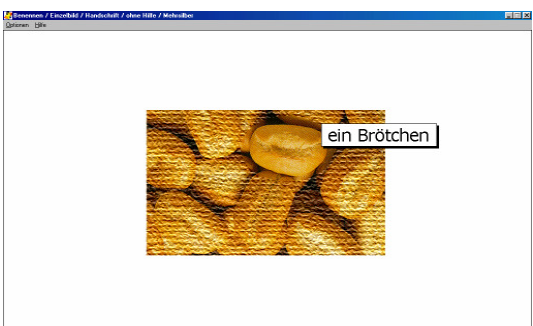 Benennen / Einzelbild / Handschrift / ohne Hilfe / Mehrsilber
Optionen Hilfe
ein Brötchen